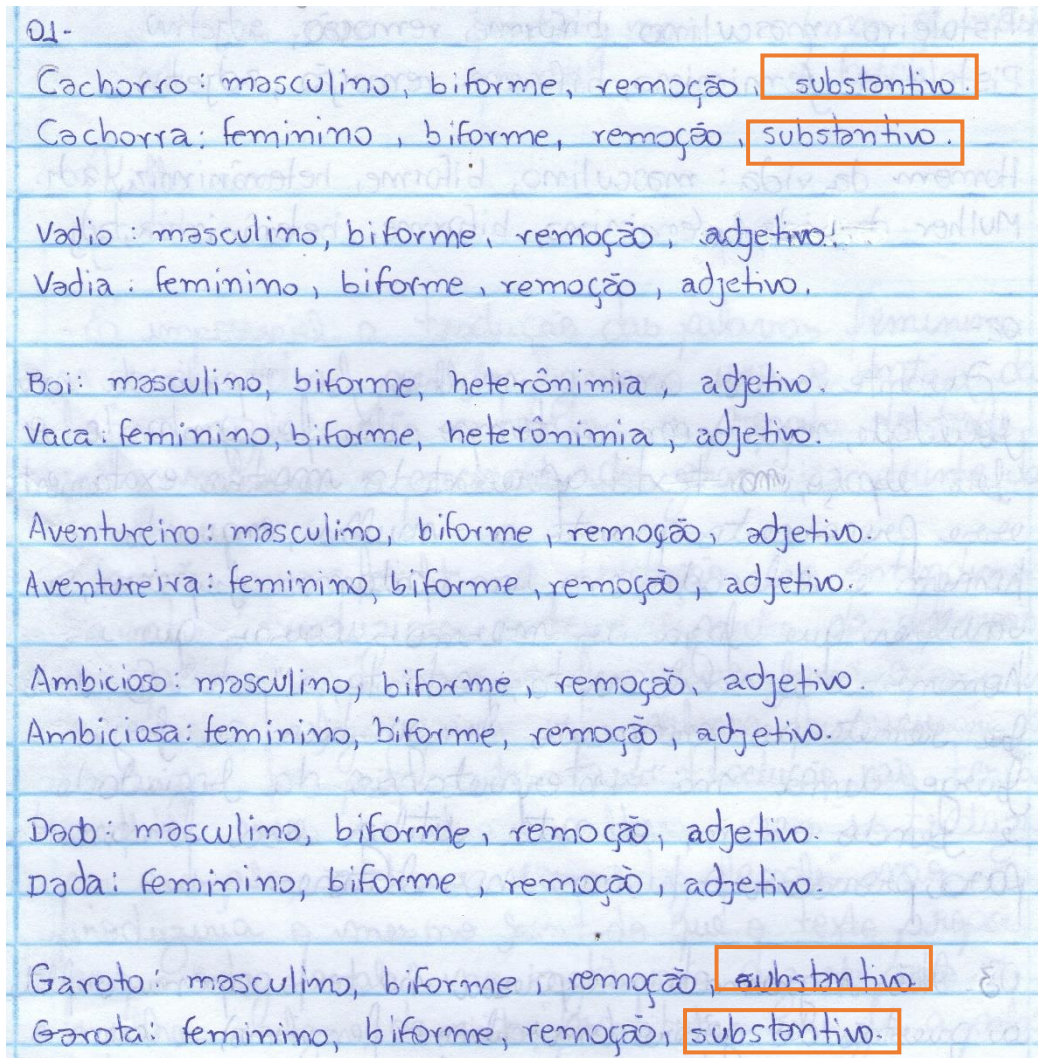 01-
Cachorro: masculino, biforme, remoção, substantivo.
Cachorra: feminino, biforme, remoção, substantivo.
Vadio: masculino, biforme, remoção, adjetivo.
Vadia: feminino, biforme, remoção, adjetivo.
Boi: masculino, biforme, heterônimia, adjetivo.
Vaca: feminino, biforme, heterônimia, adjetivo.
Aventureiro: masculino, biforme, remoção, adjetivo.
Aventureira: feminino, biforme, remoção, adjetivo.
Ambicioso: masculino, biforme, remoção, adjetivo.
Ambiciosa: feminino, biforme, remoção, adjetivo.
Dado: masculino, biforme, remoção, adjetivo.
Dada: feminino, biforme, remoção, adjetivo.
Garoto: masculino, biforme, remoção, substantivo
Garota: feminino, biforme, remoção, substantivo.